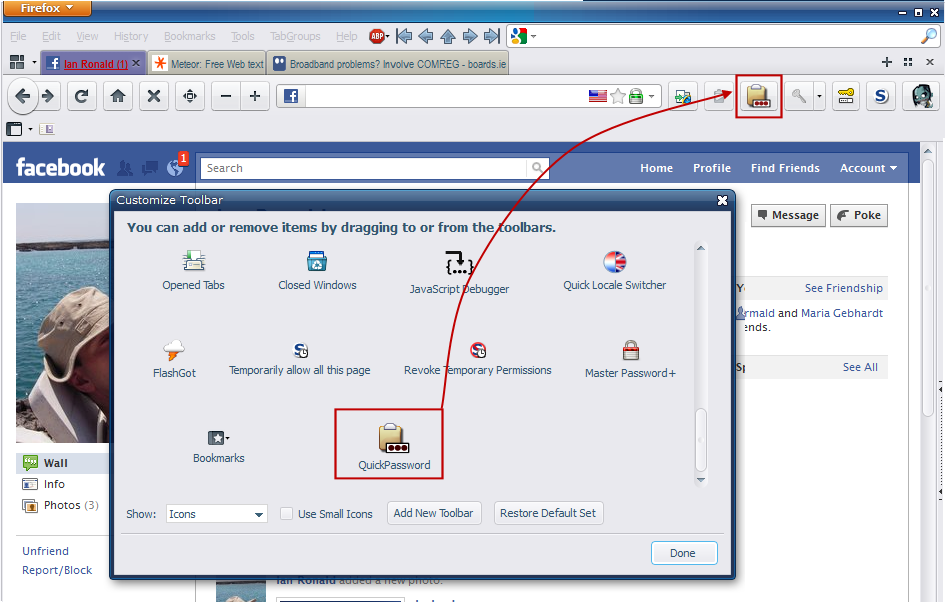 Firefox
File Edit View History Bookmarks Tools TabGroups Help ABP
Ian Ronald (1) Meteor: Free Web text Broadband problems? Involve COMREG - boards.ie
facebook 1 Search Home Profile Find Friends Account
Customize Toolbar
You can add or remove items by dragging to or from the toolbars.
Message Poke
Opened Tabs Closed Windows JavaScript Debugger Quick Locale Switcher
See Friendship
and Maria Gebhardt
FlashGot Temporarily allow all this page Revoke Temporary Permissions Master Password+
See All
Bookmarks QuickPassword
Wall
Info
Photos (3)
Show: Icons Use Small Icons Add New Toolbar Restore Default Set
Unfriend
Done
Report/Block
Ian Ronald added a new photo.